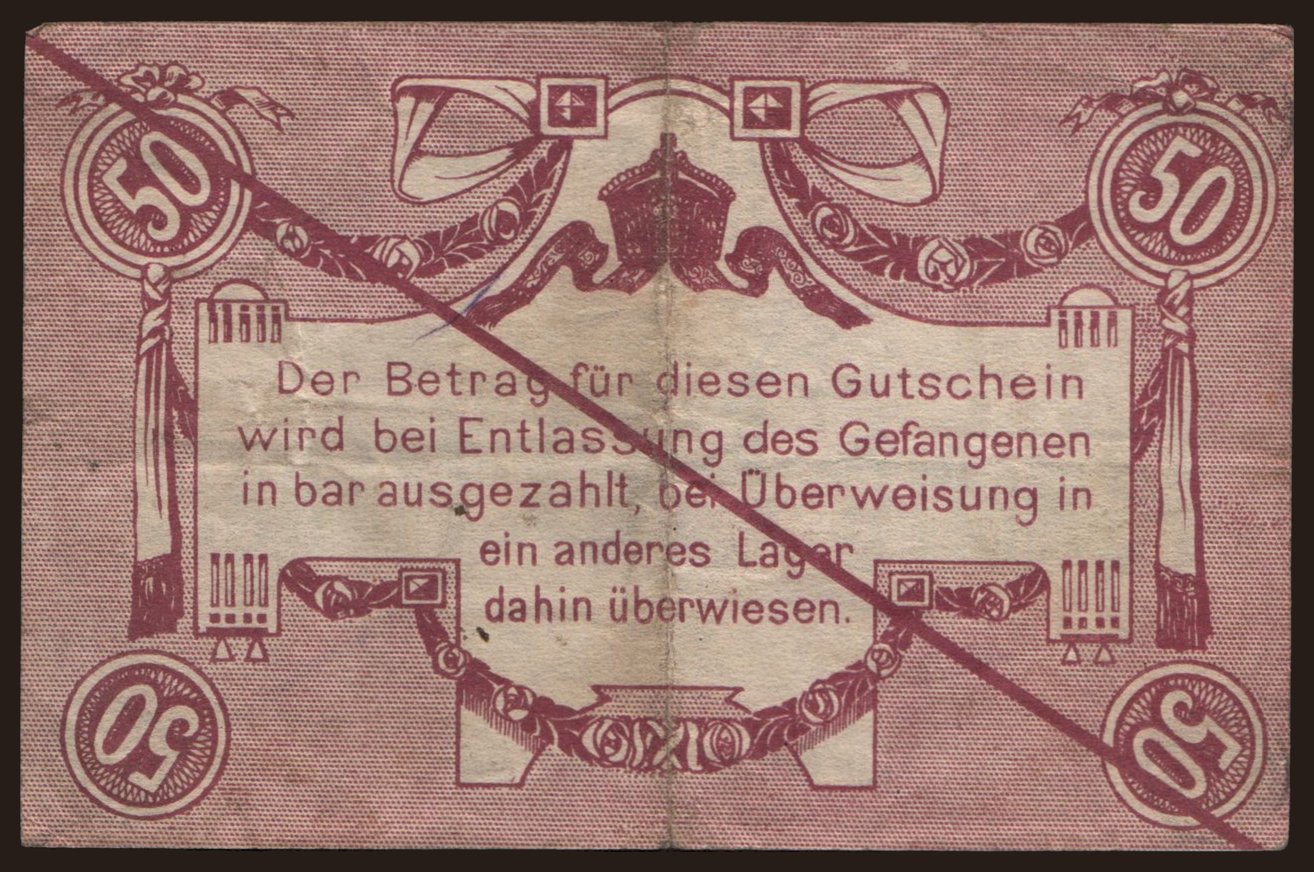 50
50
Der Betrag für diesen Gutschein
wird bei Entlassung des Gefangenen
in bar ausgezahlt, bei Überweisung in
ein anderes Lager
dahin überwiesen.
50
50